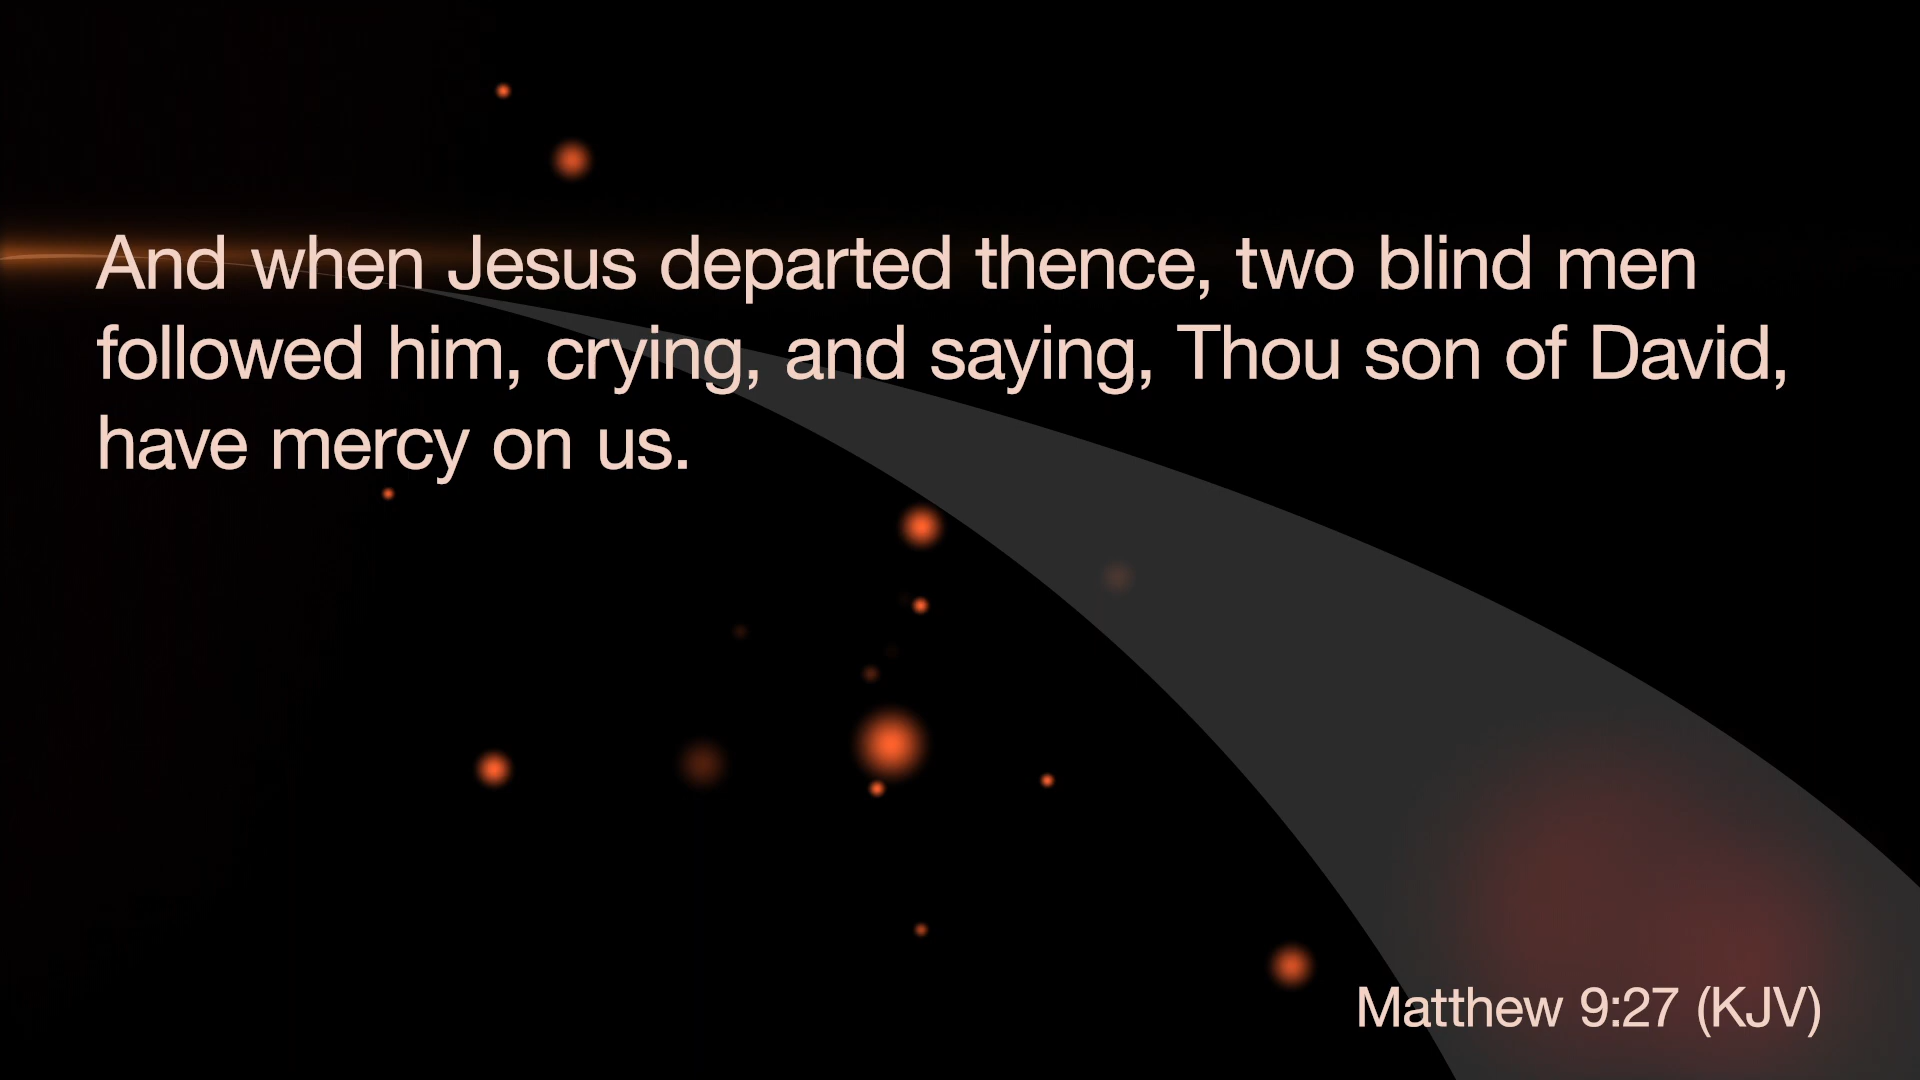 And when Jesus departed thence, two blind men
followed him, crying, and saying, Thou son of David,
have mercy on us.
Matthew 9:27 (KJV)